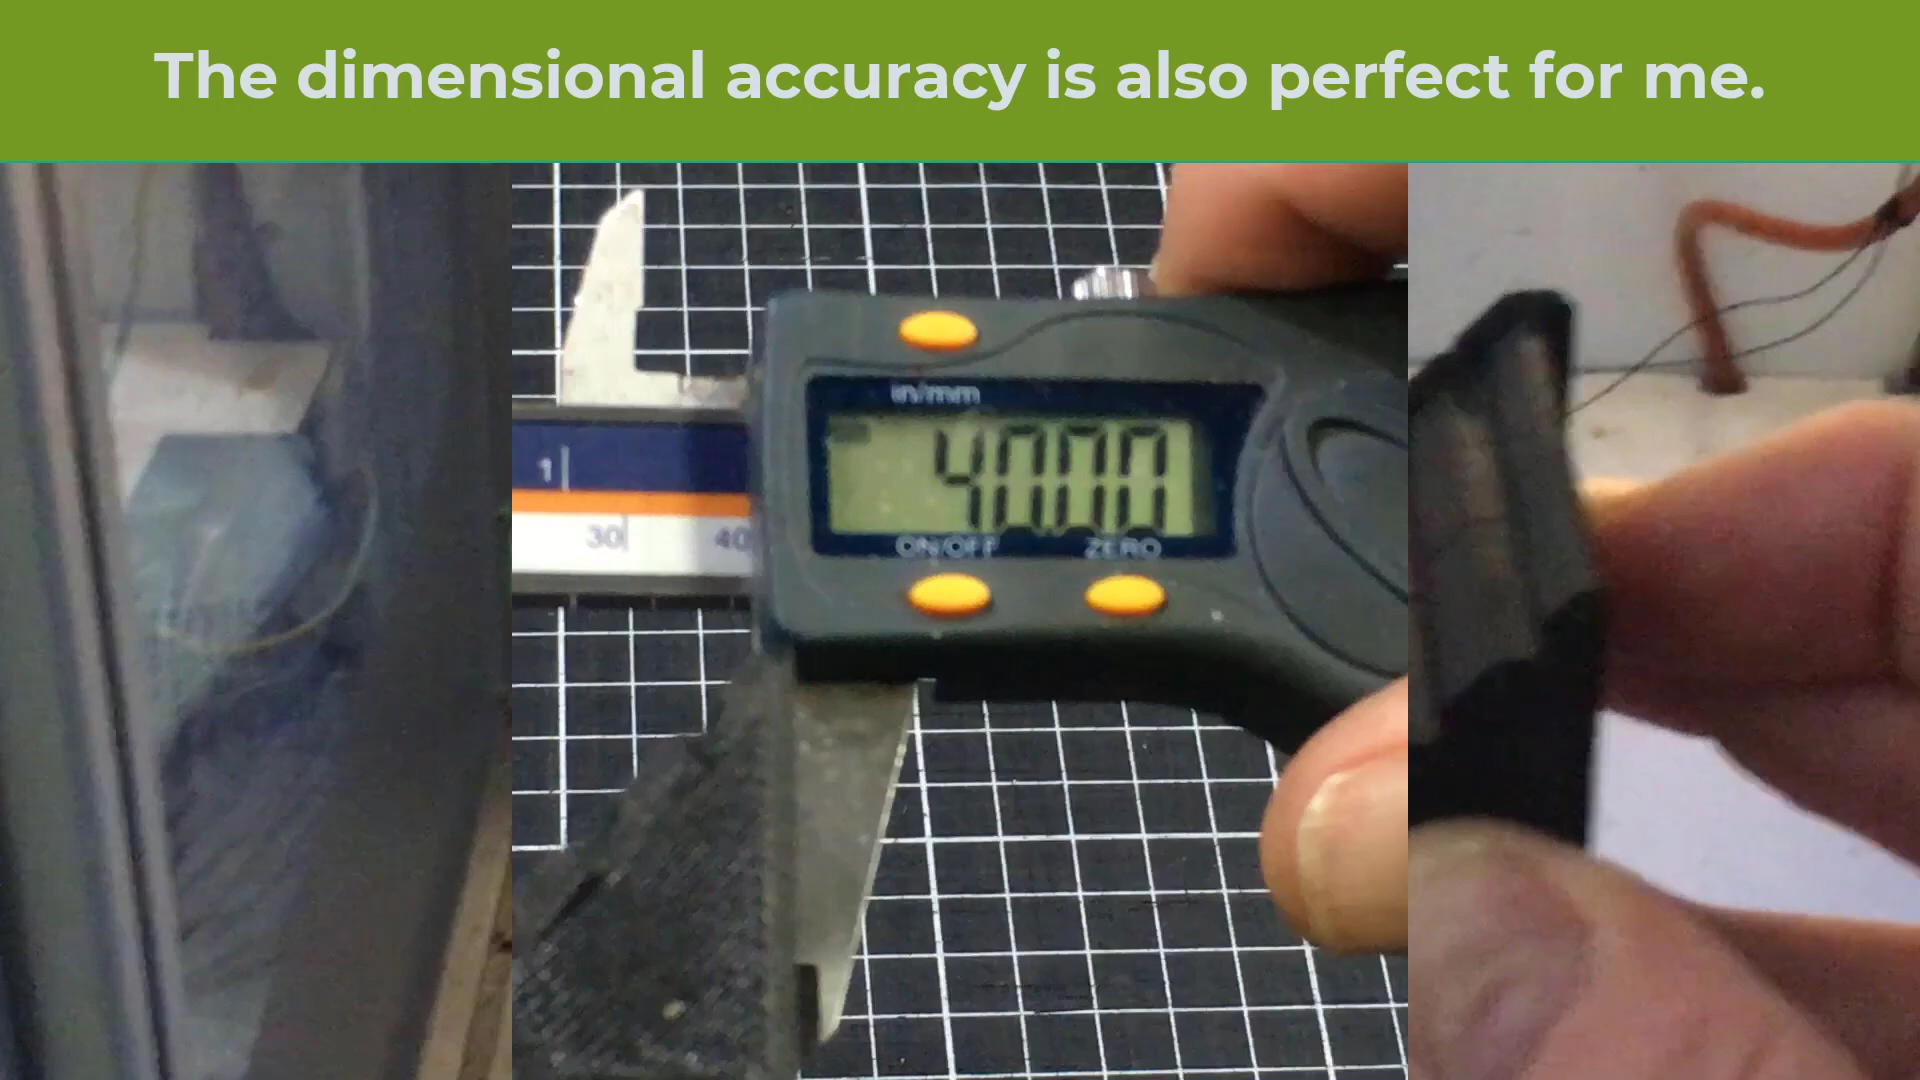 The dimensional accuracy is also perfect for me.
in/mm
40.00
ON/OFF ZERO
1
30 40